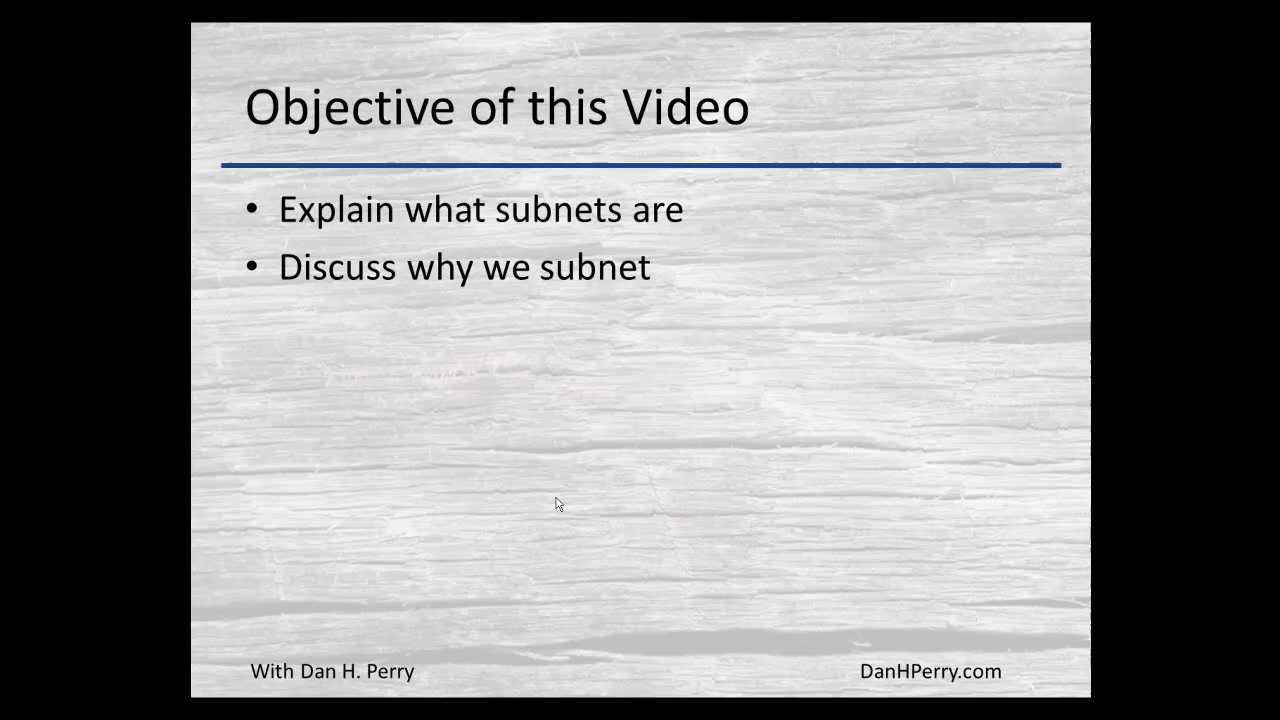 Objective of this Video
• Explain what subnets are
• Discuss why we subnet
With Dan H. Perry
DanHPerry.com